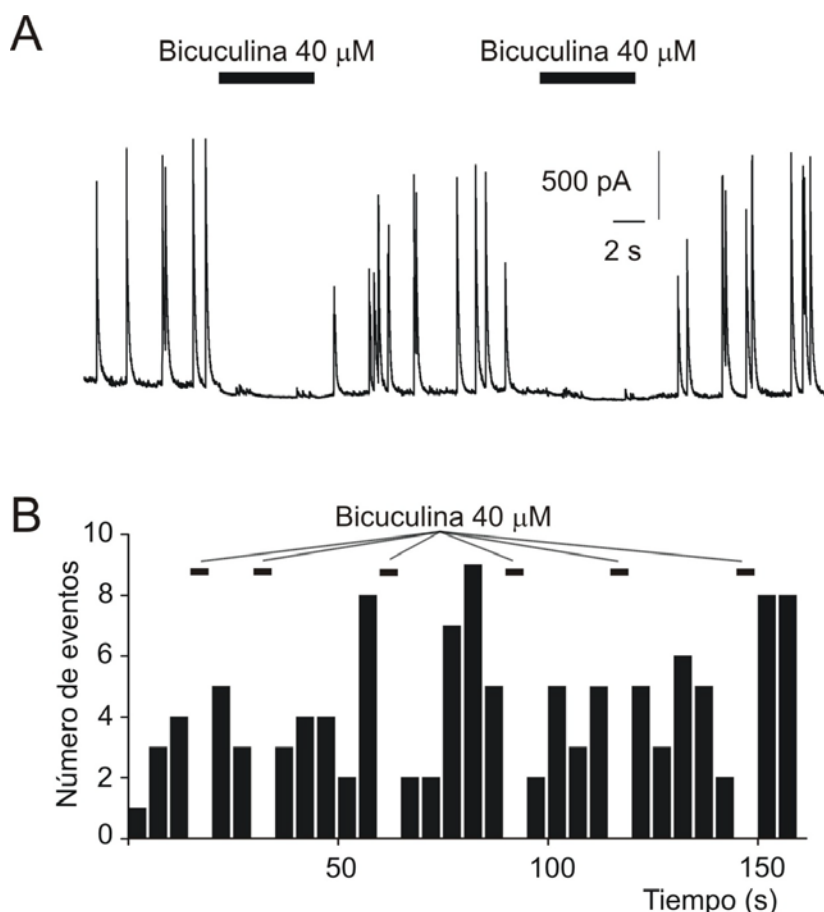 A
Bicuculina 40 μM
Bicuculina 40 μM
500 pA
2 s
B
Bicuculina 40 μM
10
8
6
4
2
0
Número de eventos
50
100
150
Tiempo (s)